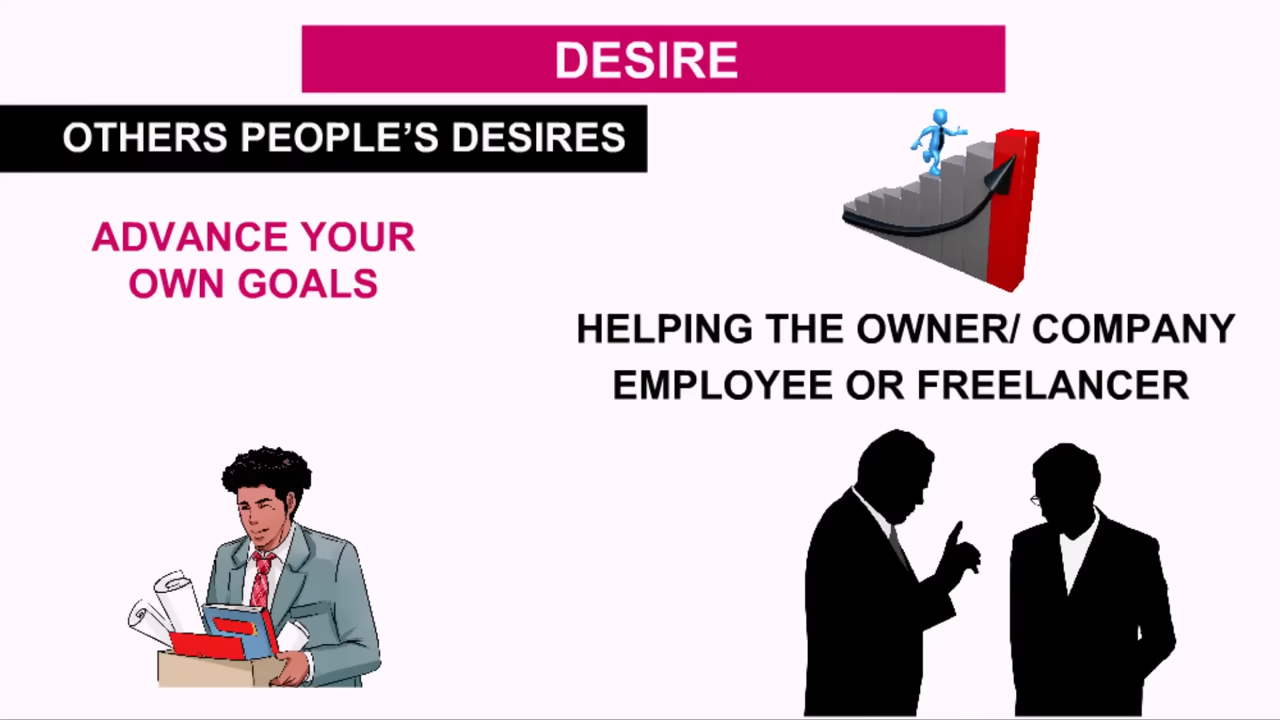 DESIRE
OTHERS PEOPLE’S DESIRES
ADVANCE YOUR
OWN GOALS
HELPING THE OWNER/ COMPANY
EMPLOYEE OR FREELANCER